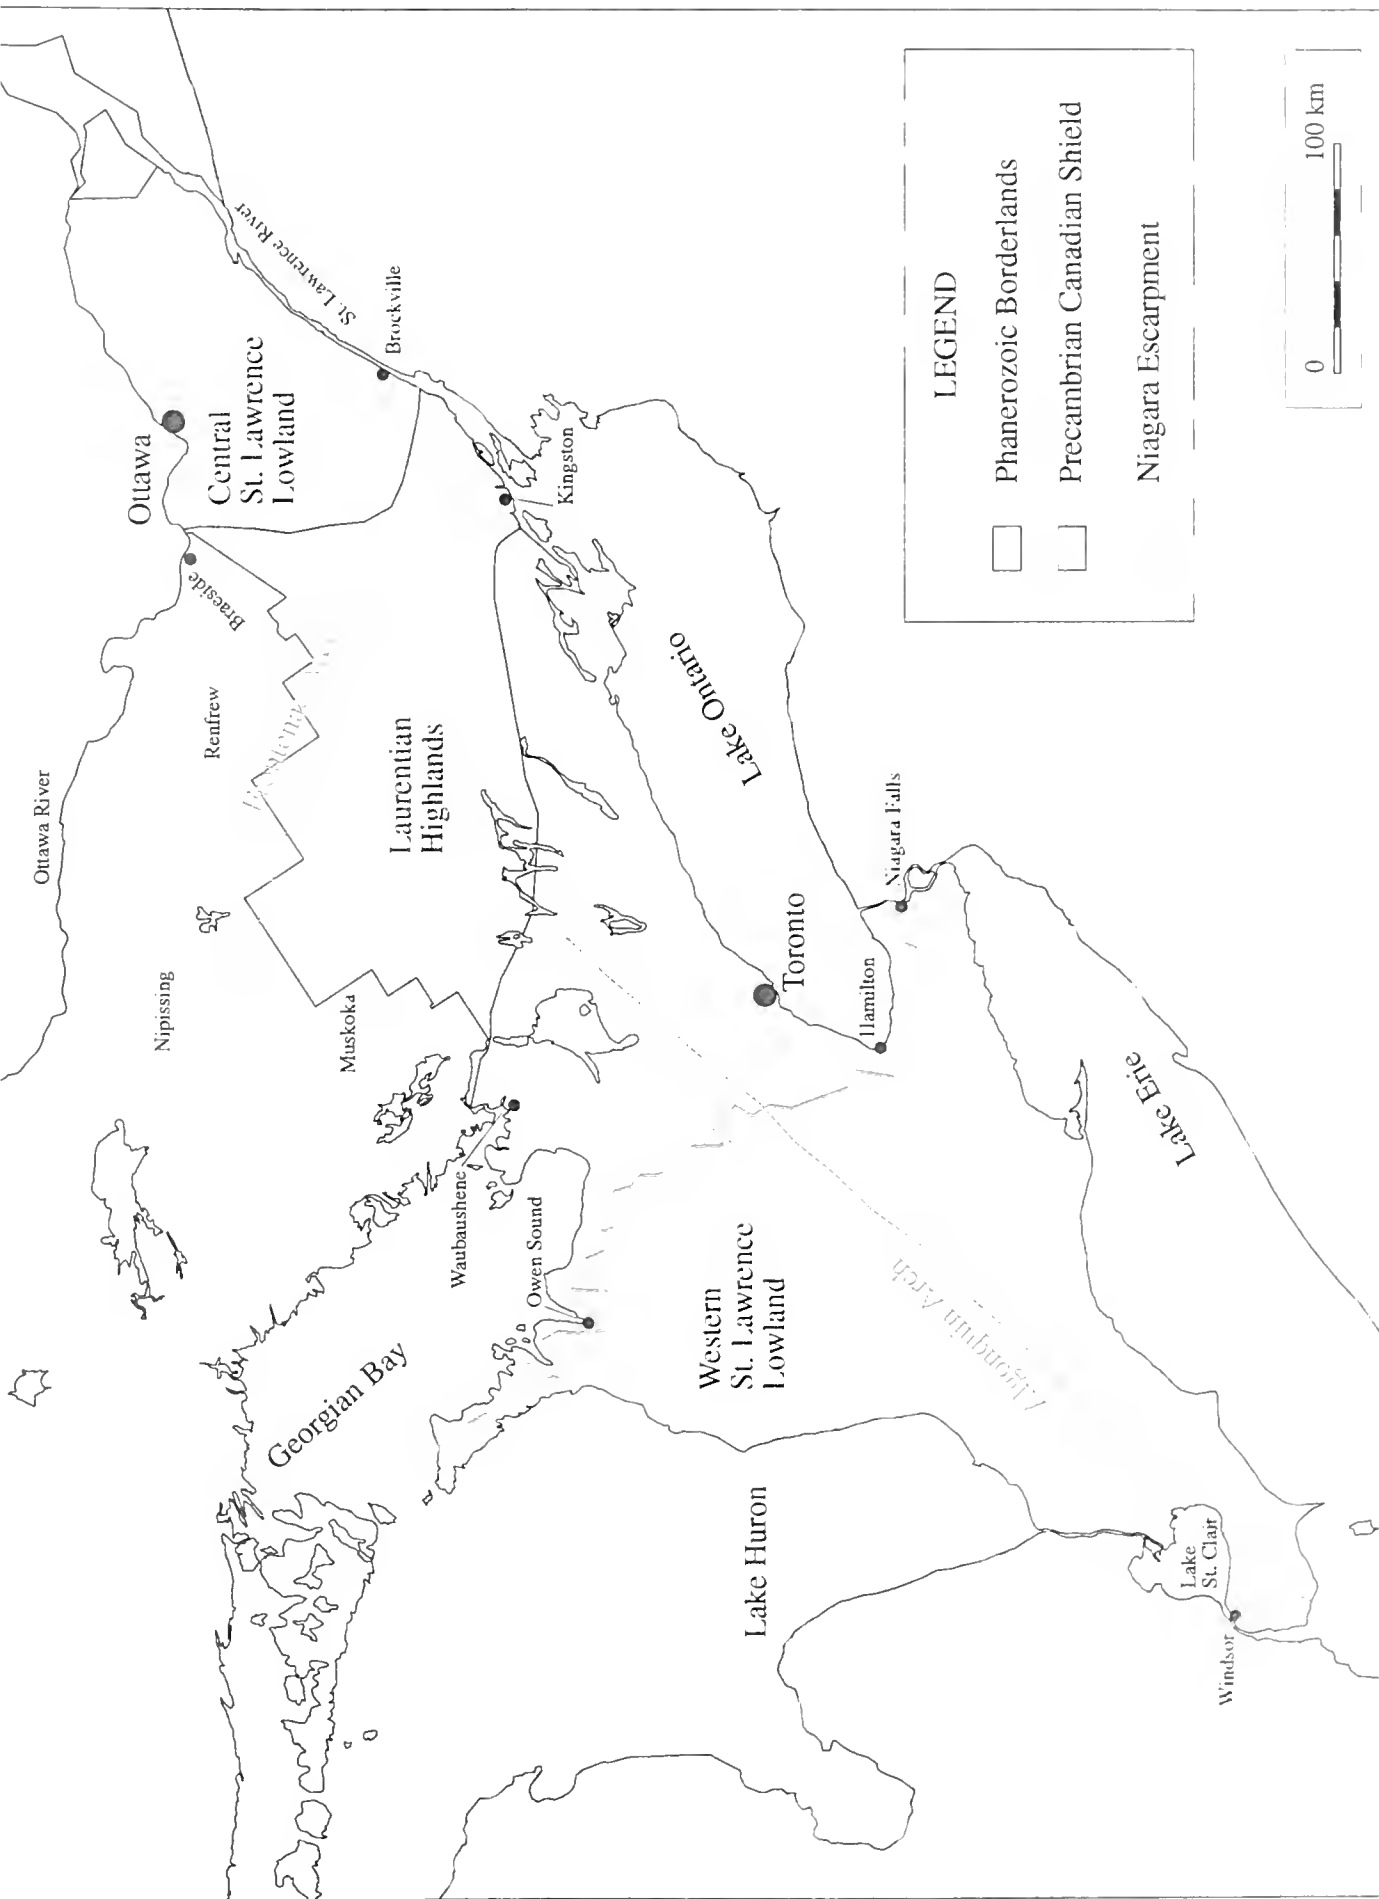 Ottawa River
Nipissing
Renfrew
Muskoka
Braeside
Ottawa
Central
St. Lawrence
Lowland
St. Lawrence River
Brockville
Kingston
Laurentian
Highlands
Georgian Bay
Waubaushene
Owen Sound
Lake Huron
Western
St. Lawrence
Lowland
Algonquin Arch
Toronto
Hamilton
Niagara Falls
Lake Ontario
Lake Erie
Lake
St. Clair
Windsor
LEGEND
Phanerozoic Borderlands
Precambrian Canadian Shield
Niagara Escarpment
0
100 km